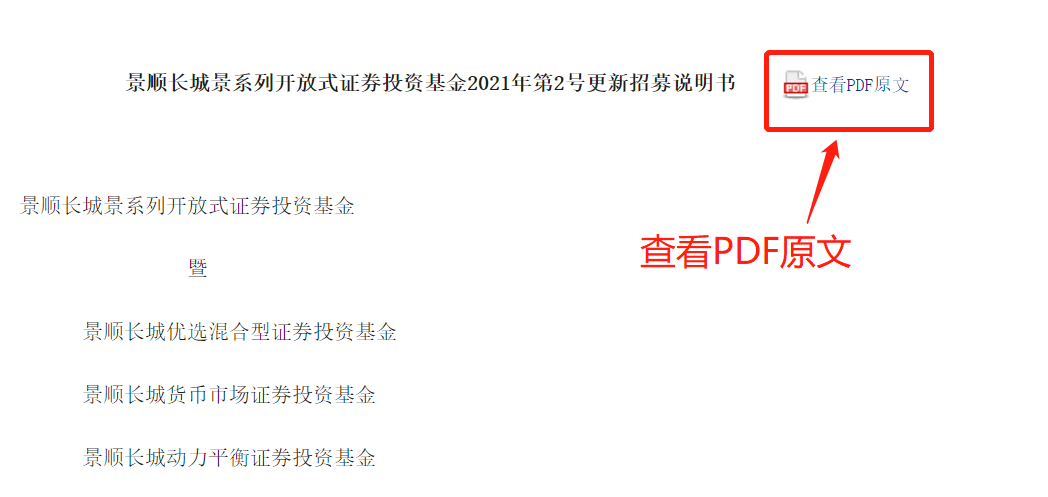 景顺长城景系列开放式证券投资基金2021年第2号更新招募说明书
PDF 查看PDF原文
景顺长城景系列开放式证券投资基金
查看PDF原文
暨
景顺长城优选混合型证券投资基金
景顺长城货币市场证券投资基金
景顺长城动力平衡证券投资基金